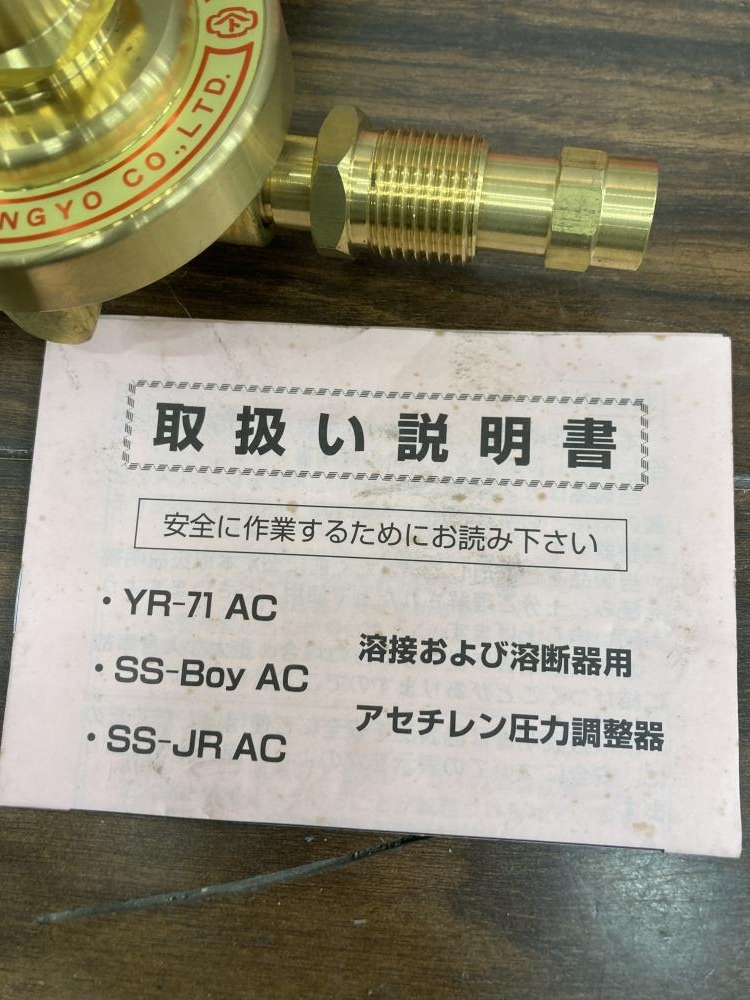 NGYO CO.,LTD.
取扱い説明書
安全に作業するためにお読み下さい
・YR-71 AC
・SS-Boy AC
・SS-JR AC
溶接および溶断器用
アセチレン圧力調整器